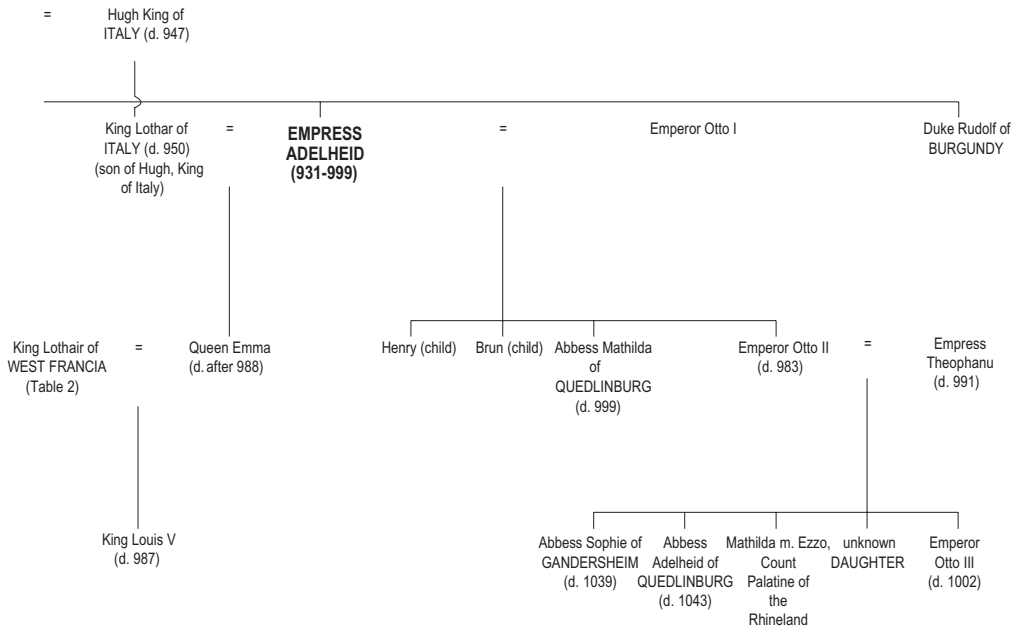 = Hugh King of
ITALY (d. 947)
King Lothar of
ITALY (d. 950)
(son of Hugh, King
of Italy)
=
EMPRESS
ADELHEID
(931-999)
=
Emperor Otto I
Duke Rudolf of
BURGUNDY
King Lothair of
WEST FRANCIA
(Table 2)
=
Queen Emma
(d. after 988)
Henry (child)
Brun (child)
Abbess Mathilda
of
QUEDLINBURG
(d. 999)
Emperor Otto II
(d. 983)
=
Empress
Theophanu
(d. 991)
King Louis V
(d. 987)
Abbess Sophie of
GANDERSHEIM
(d. 1039)
Abbess
Adelheid of
QUEDLINBURG
(d. 1043)
Mathilda m. Ezzo,
Count
Palatine of
the
Rhineland
unknown
DAUGHTER
Emperor
Otto III
(d. 1002)